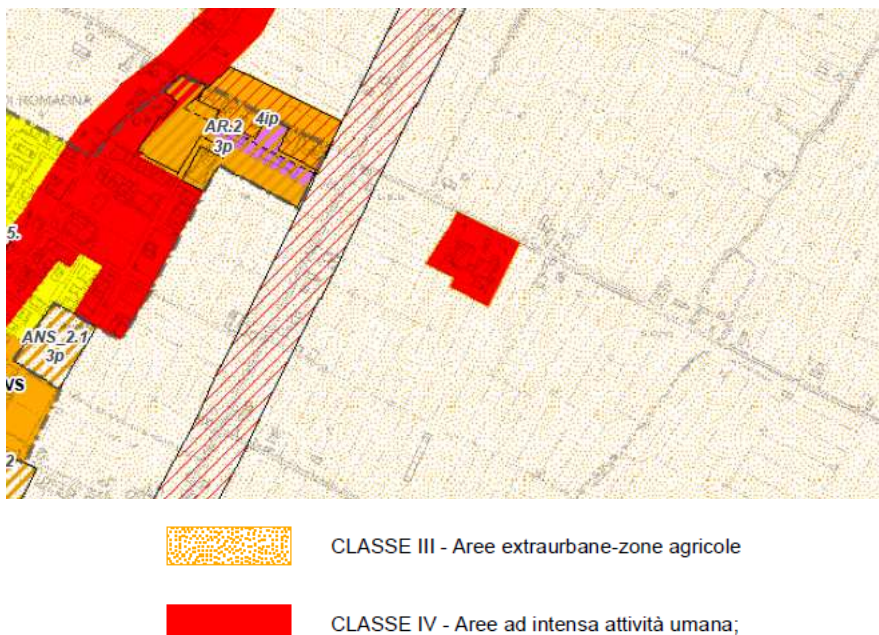 ROMAGNA
4ip
AR.2
3p
5.
ANS_2.1
3p
VS
2
CLASSE III - Aree extraurbane-zone agricole
CLASSE IV - Aree ad intensa attività umana;